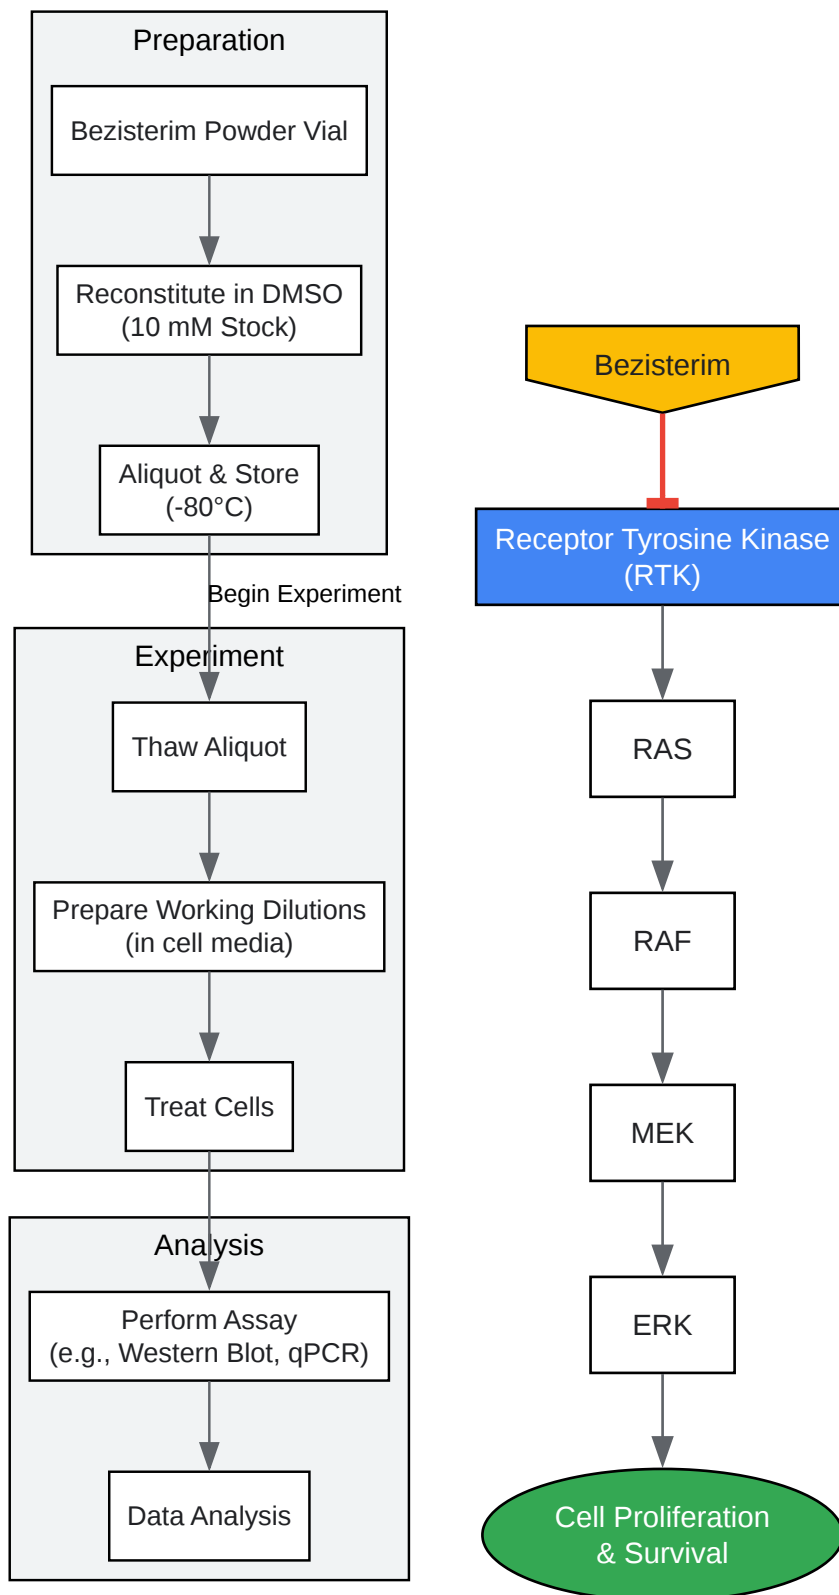 Preparation
Bezisterim Powder Vial
Reconstitute in DMSO
(10 mM Stock)
Aliquot & Store
(-80°C)
Begin Experiment
Experiment
Thaw Aliquot
Prepare Working Dilutions
(in cell media)
Treat Cells
Analysis
Perform Assay
(e.g., Western Blot, qPCR)
Data Analysis
Bezisterim
Receptor Tyrosine Kinase
(RTK)
RAS
RAF
MEK
ERK
Cell Proliferation
& Survival